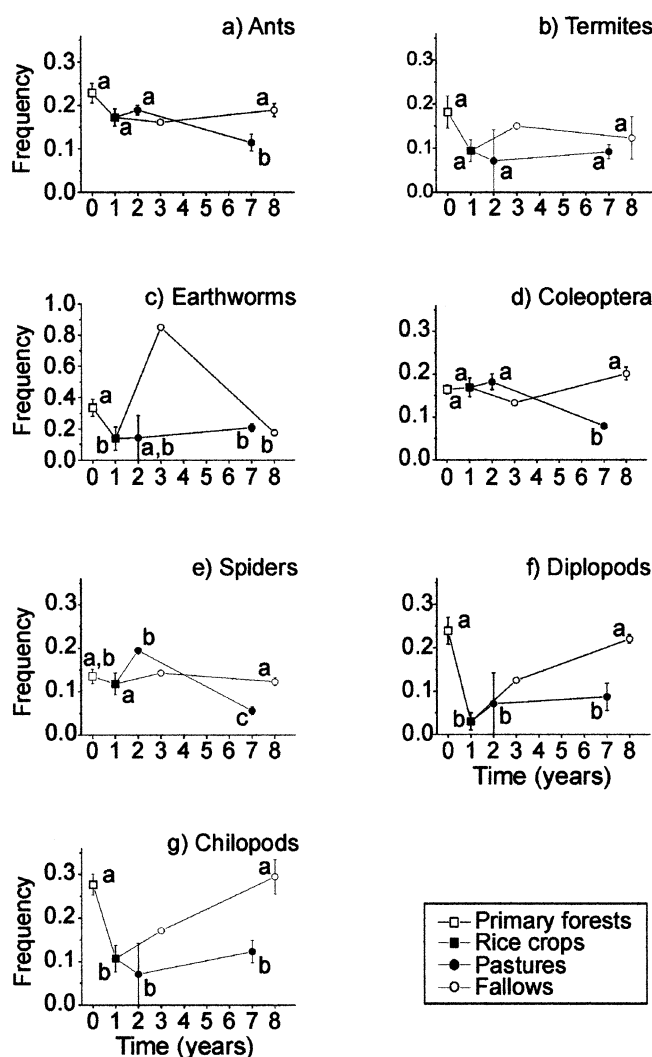 a) Ants
b) Termites
Frequency
0.3
0.2
0.1
0.0
a
a
a
a
b
0 1 2 3 4 5 6 7 8
0.3
0.2
0.1
0.0
a
a
a
a
a
0 1 2 3 4 5 6 7 8
c) Earthworms
d) Coleoptera
Frequency
1.0
0.8
0.6
0.4
0.2
0.0
a
b
a,b
b
b
0 1 2 3 4 5 6 7 8
0.3
0.2
0.1
0.0
a
a
a
a
b
0 1 2 3 4 5 6 7 8
e) Spiders
f) Diplopods
Frequency
0.3
0.2
0.1
0.0
a,b
a
b
a
c
0 1 2 3 4 5 6 7 8
0.3
0.2
0.1
0.0
a
b
b
b
a
0 1 2 3 4 5 6 7 8
Time (years)
g) Chilopods
Frequency
0.3
0.2
0.1
0.0
a
b
b
b
a
0 1 2 3 4 5 6 7 8
Time (years)
Primary forests
Rice crops
Pastures
Fallows